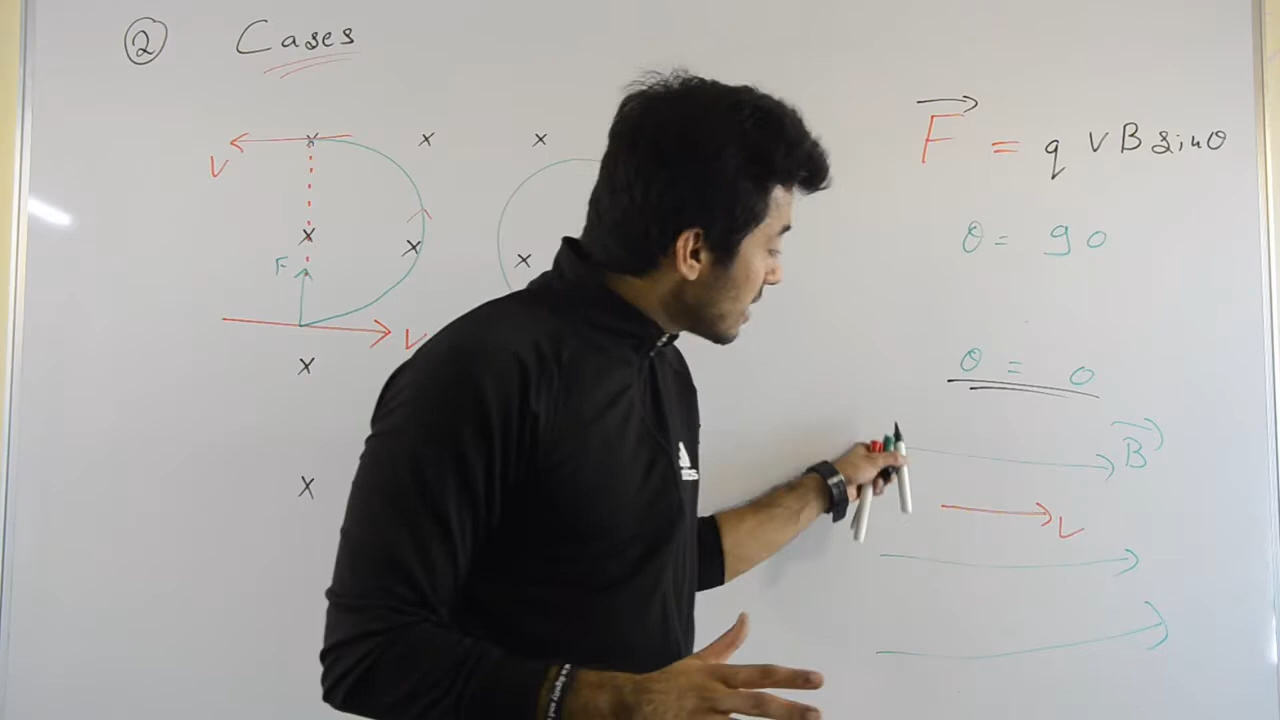 ② Cases
F = q v B sinθ
θ = 90
θ = 0
B
v
v
F
v
x x x
x x x
x
x